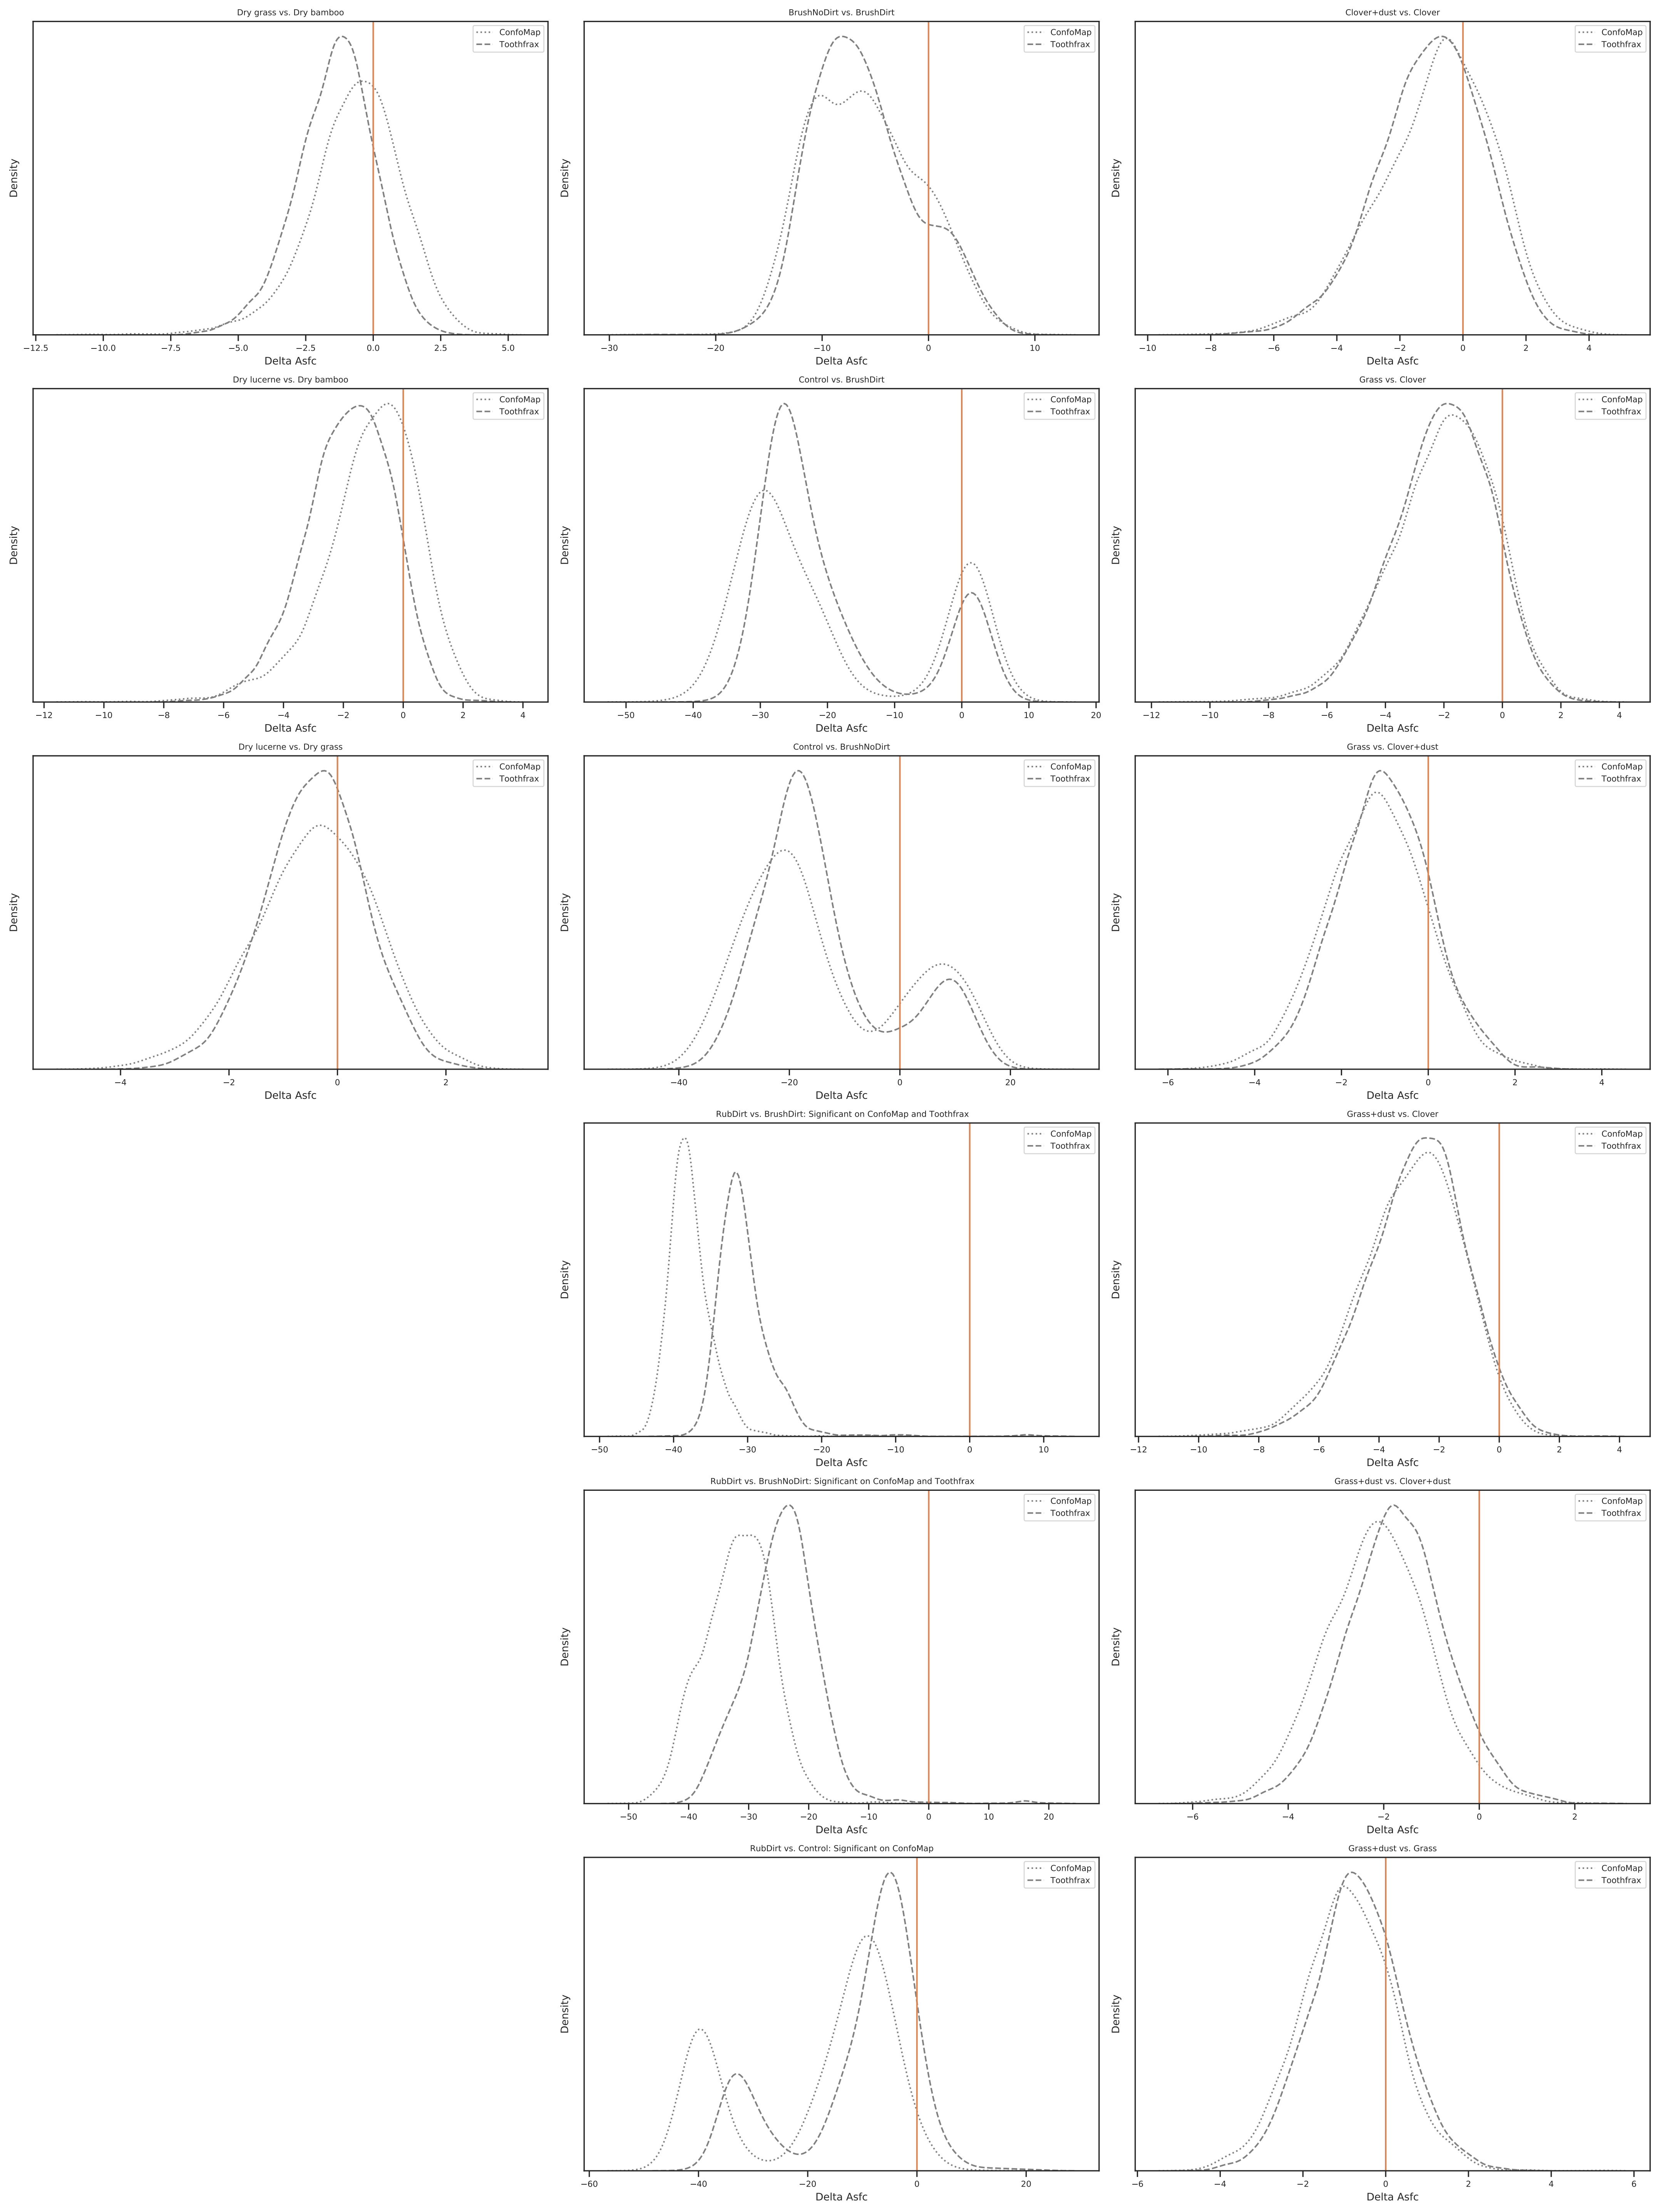 Dry grass vs. Dry bamboo
Density
ConfoMap
Toothfrax
−12.5 −10.0 −7.5 −5.0 −2.5 0.0 2.5 5.0
Delta Asfc
BrushNoDirt vs. BrushDirt
Density
ConfoMap
Toothfrax
−30 −20 −10 0 10
Delta Asfc
Clover+dust vs. Clover
Density
ConfoMap
Toothfrax
−10 −8 −6 −4 −2 0 2 4
Delta Asfc
Dry lucerne vs. Dry bamboo
Density
ConfoMap
Toothfrax
−12 −10 −8 −6 −4 −2 0 2 4
Delta Asfc
Control vs. BrushDirt
Density
ConfoMap
Toothfrax
−50 −40 −30 −20 −10 0 10 20
Delta Asfc
Grass vs. Clover
Density
ConfoMap
Toothfrax
−12 −10 −8 −6 −4 −2 0 2 4
Delta Asfc
Dry lucerne vs. Dry grass
Density
ConfoMap
Toothfrax
−4 −2 0 2
Delta Asfc
Control vs. BrushNoDirt
Density
ConfoMap
Toothfrax
−40 −20 0 20
Delta Asfc
Grass vs. Clover+dust
Density
ConfoMap
Toothfrax
−6 −4 −2 0 2 4
Delta Asfc
RubDirt vs. BrushDirt: Significant on ConfoMap and Toothfrax
Density
ConfoMap
Toothfrax
−50 −40 −30 −20 −10 0 10
Delta Asfc
Grass+dust vs. Clover
Density
ConfoMap
Toothfrax
−12 −10 −8 −6 −4 −2 0 2 4
Delta Asfc
RubDirt vs. BrushNoDirt: Significant on ConfoMap and Toothfrax
Density
ConfoMap
Toothfrax
−50 −40 −30 −20 −10 0 10 20
Delta Asfc
Grass+dust vs. Clover+dust
Density
ConfoMap
Toothfrax
−6 −4 −2 0 2
Delta Asfc
RubDirt vs. Control: Significant on ConfoMap
Density
ConfoMap
Toothfrax
−60 −40 −20 0 20
Delta Asfc
Grass+dust vs. Grass
Density
ConfoMap
Toothfrax
−6 −4 −2 0 2 4 6
Delta Asfc